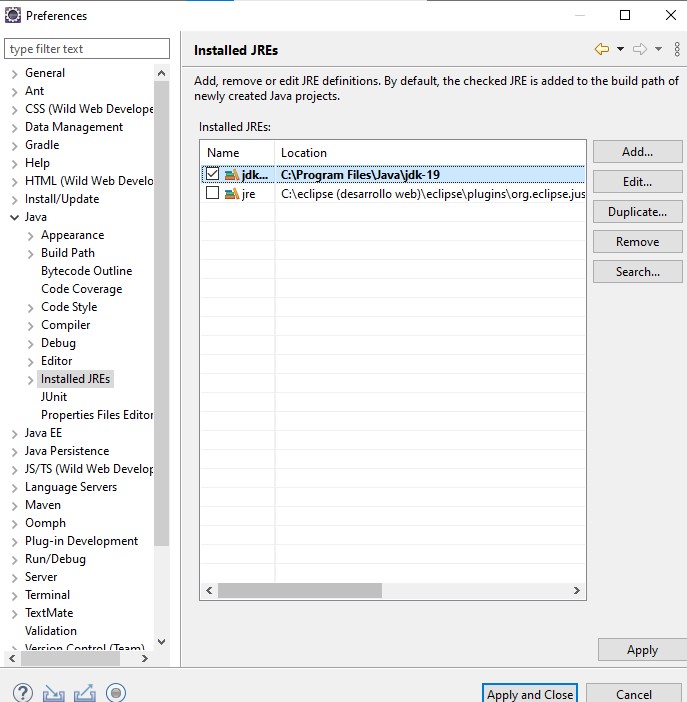 Preferences
type filter text
General
Ant
CSS (Wild Web Develope
Data Management
Gradle
Help
HTML (Wild Web Develo
Install/Update
Java
Appearance
Build Path
Bytecode Outline
Code Coverage
Code Style
Compiler
Debug
Editor
Installed JREs
JUnit
Properties Files Editor
Java EE
Java Persistence
JS/TS (Wild Web Develop
Language Servers
Maven
Oomph
Plug-in Development
Run/Debug
Server
Terminal
TextMate
Validation
Version Control (Team)
Installed JREs
Add, remove or edit JRE definitions. By default, the checked JRE is added to the build path of
newly created Java projects.
Installed JREs:
Name Location
jdk... C:\Program Files\Java\jdk-19
jre C:\eclipse (desarrollo web)\eclipse\plugins\org.eclipse.jus
Add...
Edit...
Duplicate...
Remove
Search...
Apply
Apply and Close Cancel